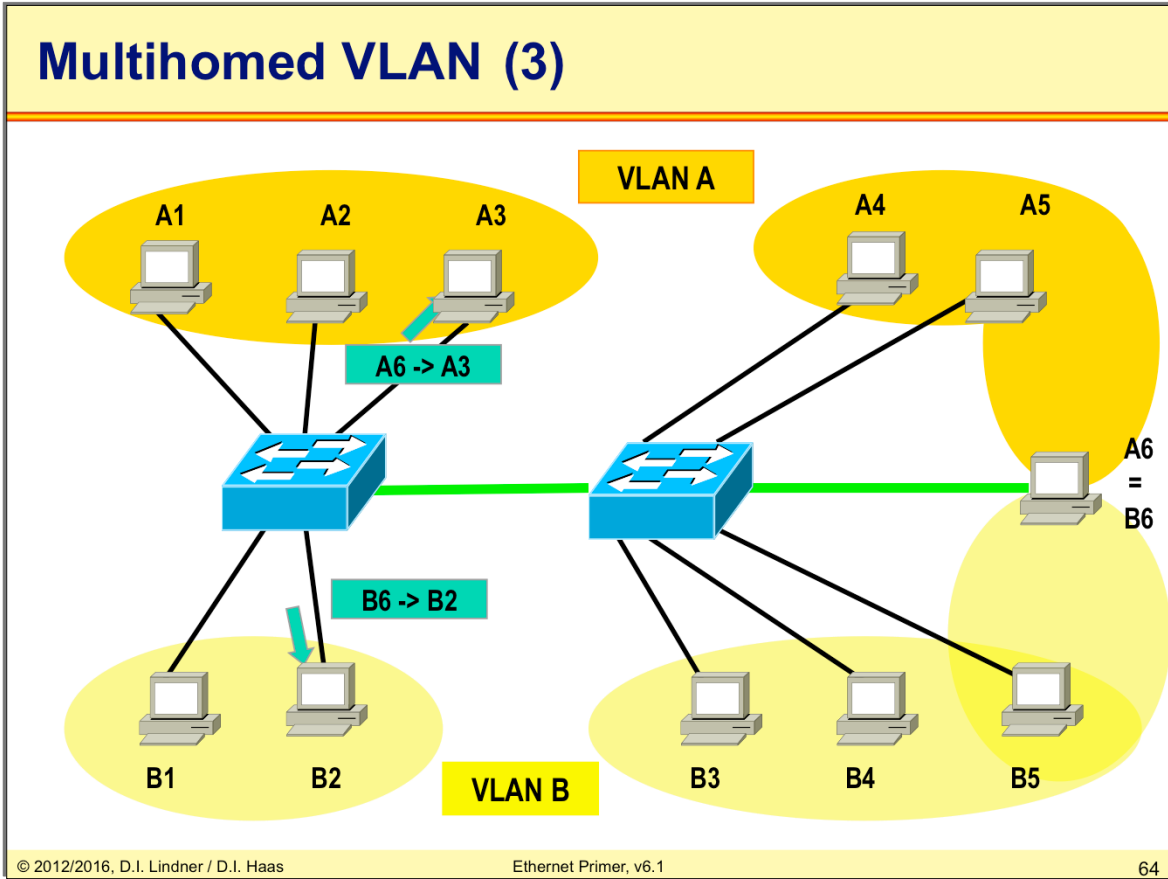 Multihomed VLAN (3)
VLAN A
A1
A2
A3
A4
A5
A6 -> A3
A6
=
B6
B6 -> B2
B1
B2
VLAN B
B3
B4
B5
© 2012/2016, D.I. Lindner / D.I. Haas
Ethernet Primer, v6.1
64